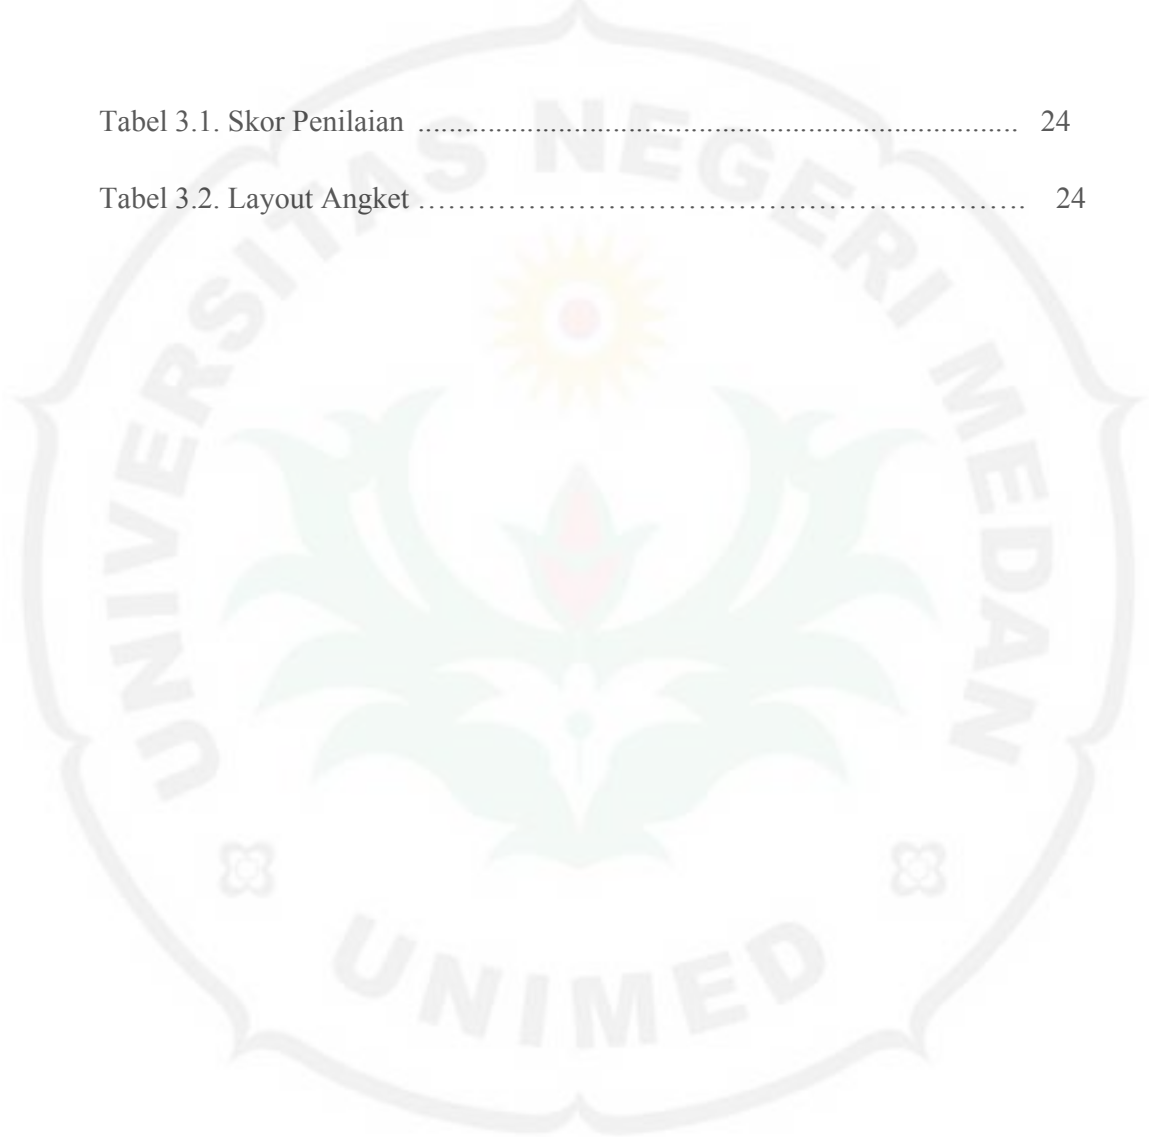 Tabel 3.1. Skor Penilaian ............................................................................... 24
Tabel 3.2. Layout Angket ……………………………………………………. 24
UNIVERSITAS NEGERI MEDAN
UNIMED